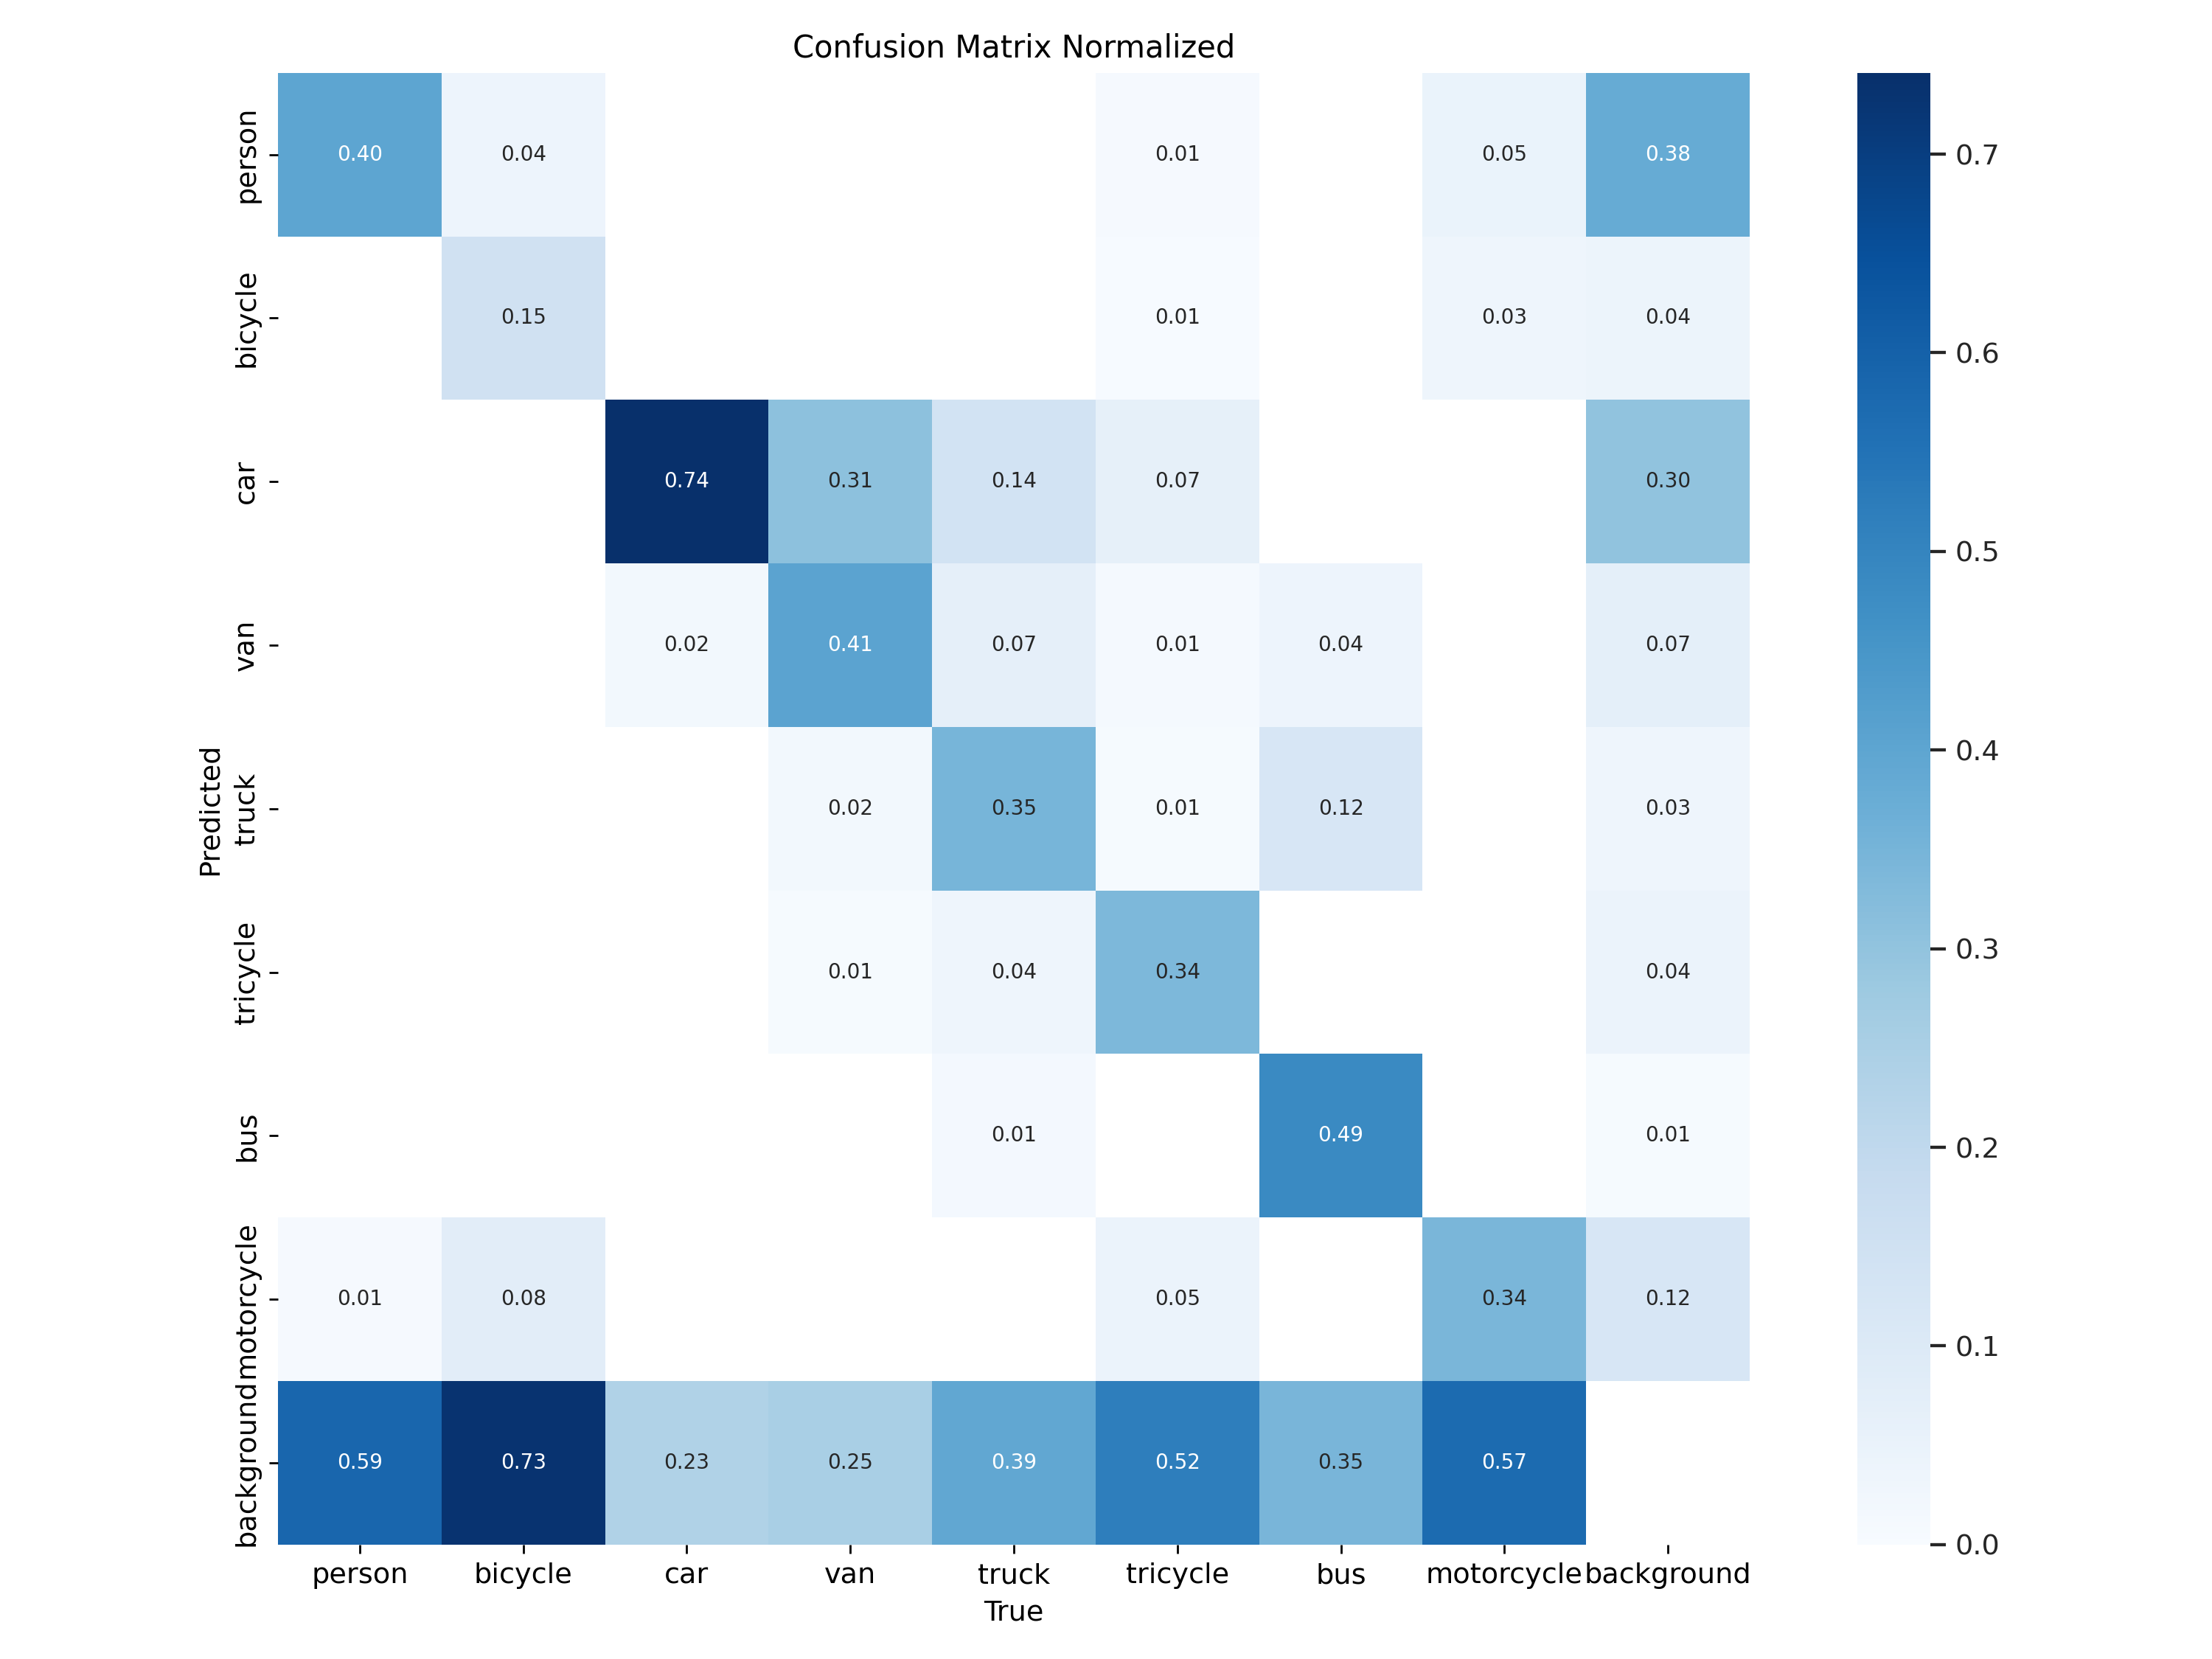 Confusion Matrix Normalized
person 0.40 0.04 0.01 0.05 0.38
bicycle 0.15 0.01 0.03 0.04
car 0.74 0.31 0.14 0.07 0.30
van 0.02 0.41 0.07 0.01 0.04 0.07
truck 0.02 0.35 0.01 0.12 0.03
tricycle 0.01 0.04 0.34 0.04
bus 0.01 0.49 0.01
motorcycle 0.01 0.08 0.05 0.34 0.12
background 0.59 0.73 0.23 0.25 0.39 0.52 0.35 0.57
Predicted
person bicycle car van truck tricycle bus motorcycle background
True
0.7
0.6
0.5
0.4
0.3
0.2
0.1
0.0